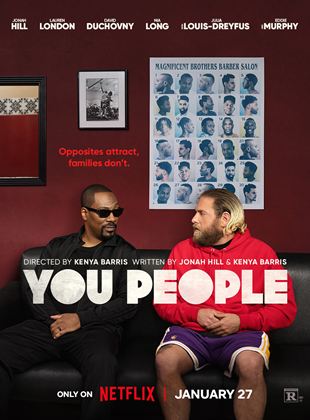 JONAH HILL LAUREN LONDON DAVID DUCHOVNY NIA LONG AND JULIA LOUIS-DREYFUS AND EDDIE MURPHY
MAGNIFICENT BROTHERS BARBER SALON
Opposites attract,
families don't.
DIRECTED BY KENYA BARRIS WRITTEN BY JONAH HILL & KENYA BARRIS
YOU PEOPLE
ONLY ON NETFLIX JANUARY 27
R